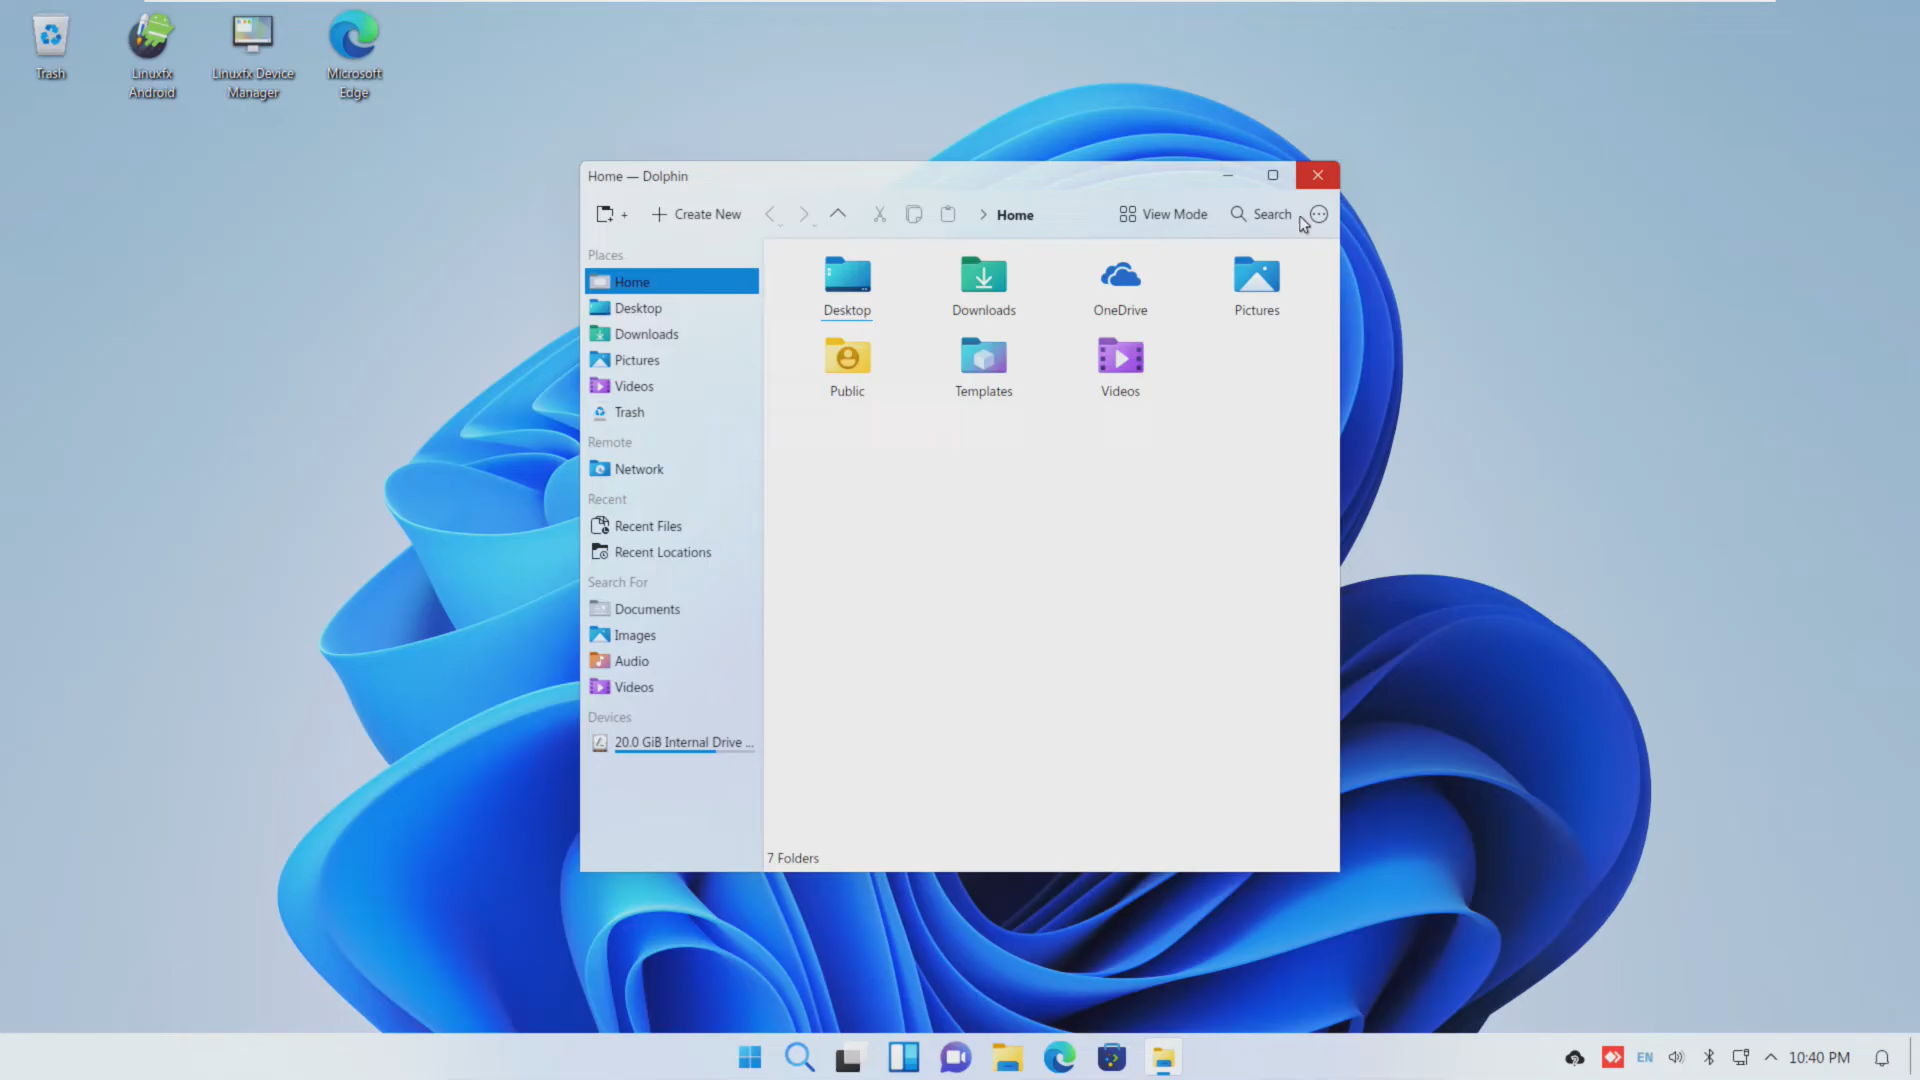 Trash
Linuxfx
Android
Linuxfx Device
Manager
Microsoft
Edge
Home — Dolphin
Create New
Home
View Mode
Search
Places
Home
Desktop
Downloads
Pictures
Videos
Trash
Remote
Network
Recent
Recent Files
Recent Locations
Search For
Documents
Images
Audio
Videos
Devices
20.0 GiB Internal Drive ...
Desktop
Downloads
OneDrive
Pictures
Public
Templates
Videos
7 Folders
EN
10:40 PM